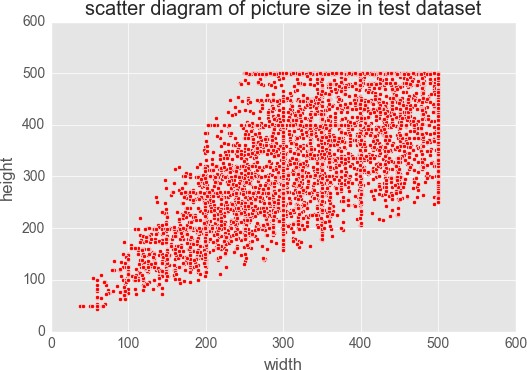 scatter diagram of picture size in test dataset
600
500
400
300
200
100
0
height
0 100 200 300 400 500 600
width